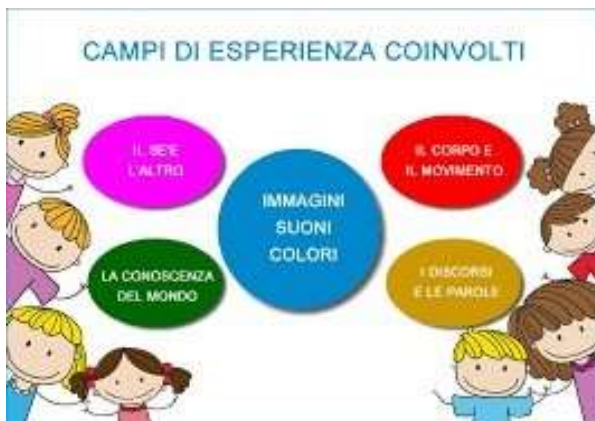 CAMPI DI ESPERIENZA COINVOLTI
IL SE'E
L'ALTRO
IL CORPO E
IL MOVIMENTO
IMMAGINI
SUONI
COLORI
LA CONOSCENZA
DEL MONDO
I DISCORSI
E LE PAROLE